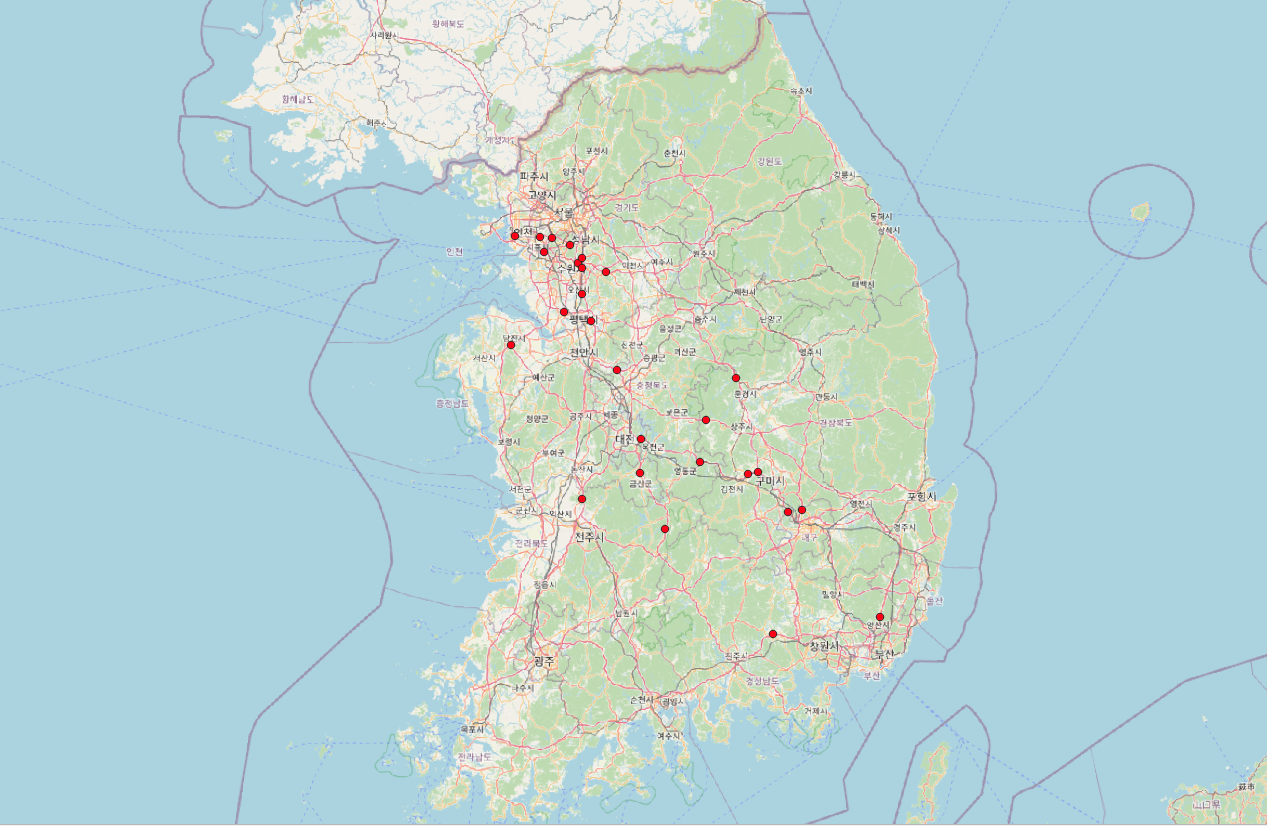 황해북도
사리원시
속초시
황해남도
해주시
개성시
포천시
춘천시
강원도
양주시
파주시
강릉시
고양시
서울
경기도
동해시
삼척시
인천
성남시
시흥시
인천
원주시
이천시
여주시
수원
태백시
오산시
제천시
평택시
충주시
단양군
음성군
당진시
진천군
천안시
증평군
괴산군
영주시
서산시
예산군
충청북도
문경시
안동시
충청남도
보은군
청양군
공주시
세종
상주시
경상북도
보령시
대전
옥천군
부여군
논산시
영동군
금산군
김천시
구미시
서천군
포항시
군산시
익산시
영천시
경주시
전라북도
전주시
대구
정읍시
밀양시
울산
남원시
양산시
창원시
부산
진주시
광주
부산
경상남도
나주시
순천시
광양시
거제시
목포시
여수시
전라남도
萩市
山口県